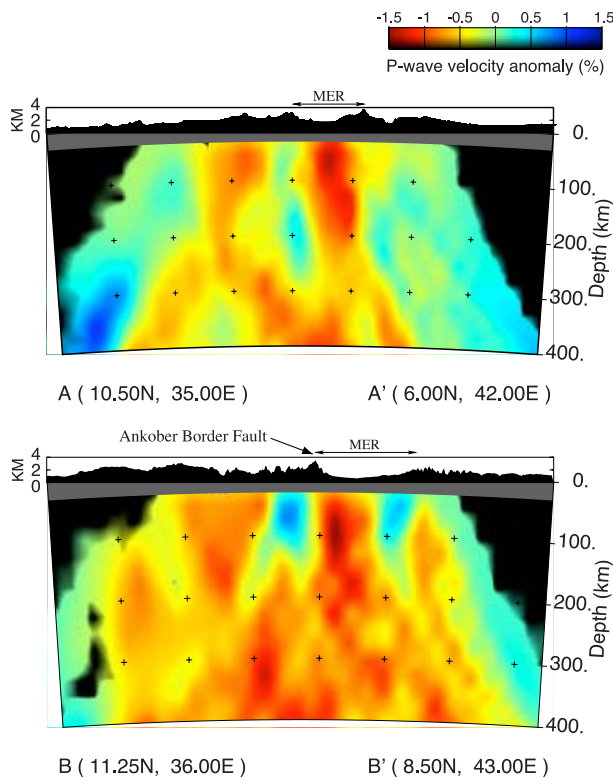 -1.5 -1 -0.5 0 0.5 1 1.5
P-wave velocity anomaly (%)
MER
KM
4
2
0
0.
100.
200.
300.
400.
Depth (km)
A ( 10.50N, 35.00E )
A' ( 6.00N, 42.00E )
Ankober Border Fault
MER
KM
4
2
0
0.
100.
200.
300.
400.
Depth (km)
B ( 11.25N, 36.00E )
B' ( 8.50N, 43.00E )